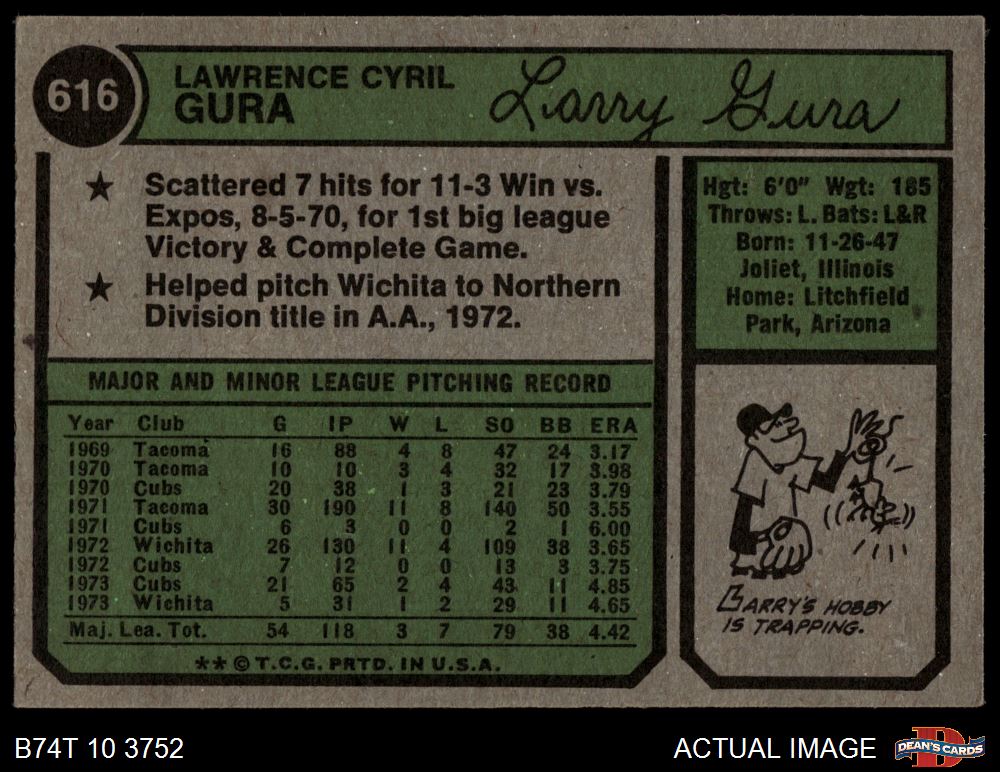 616
LAWRENCE CYRIL
GURA
Larry Gura
★ Scattered 7 hits for 11-3 Win vs.
Expos, 8-5-70, for 1st big league
Victory & Complete Game.
★ Helped pitch Wichita to Northern
Division title in A.A., 1972.
Hgt: 6'0" Wgt: 185
Throws: L. Bats: L&R
Born: 11-26-47
Joliet, Illinois
Home: Litchfield
Park, Arizona
MAJOR AND MINOR LEAGUE PITCHING RECORD
Year Club G IP W L SO BB ERA
1969 Tacoma 16 88 4 8 47 24 3.17
1970 Tacoma 10 10 3 4 32 17 3.98
1970 Cubs 20 38 1 3 21 23 3.79
1971 Tacoma 30 190 11 8 140 50 3.55
1971 Cubs 6 3 0 0 2 1 6.00
1972 Wichita 26 130 11 4 109 38 3.65
1972 Cubs 7 12 0 0 13 3 3.75
1973 Cubs 21 65 2 4 43 11 4.85
1973 Wichita 5 31 1 2 29 11 4.65
Maj. Lea. Tot. 54 118 3 7 79 38 4.42
** © T.C.G. PRTD. IN U.S.A.
LARRY'S HOBBY
IS TRAPPING.
B74T 10 3752
ACTUAL IMAGE
DEAN'S CARDS